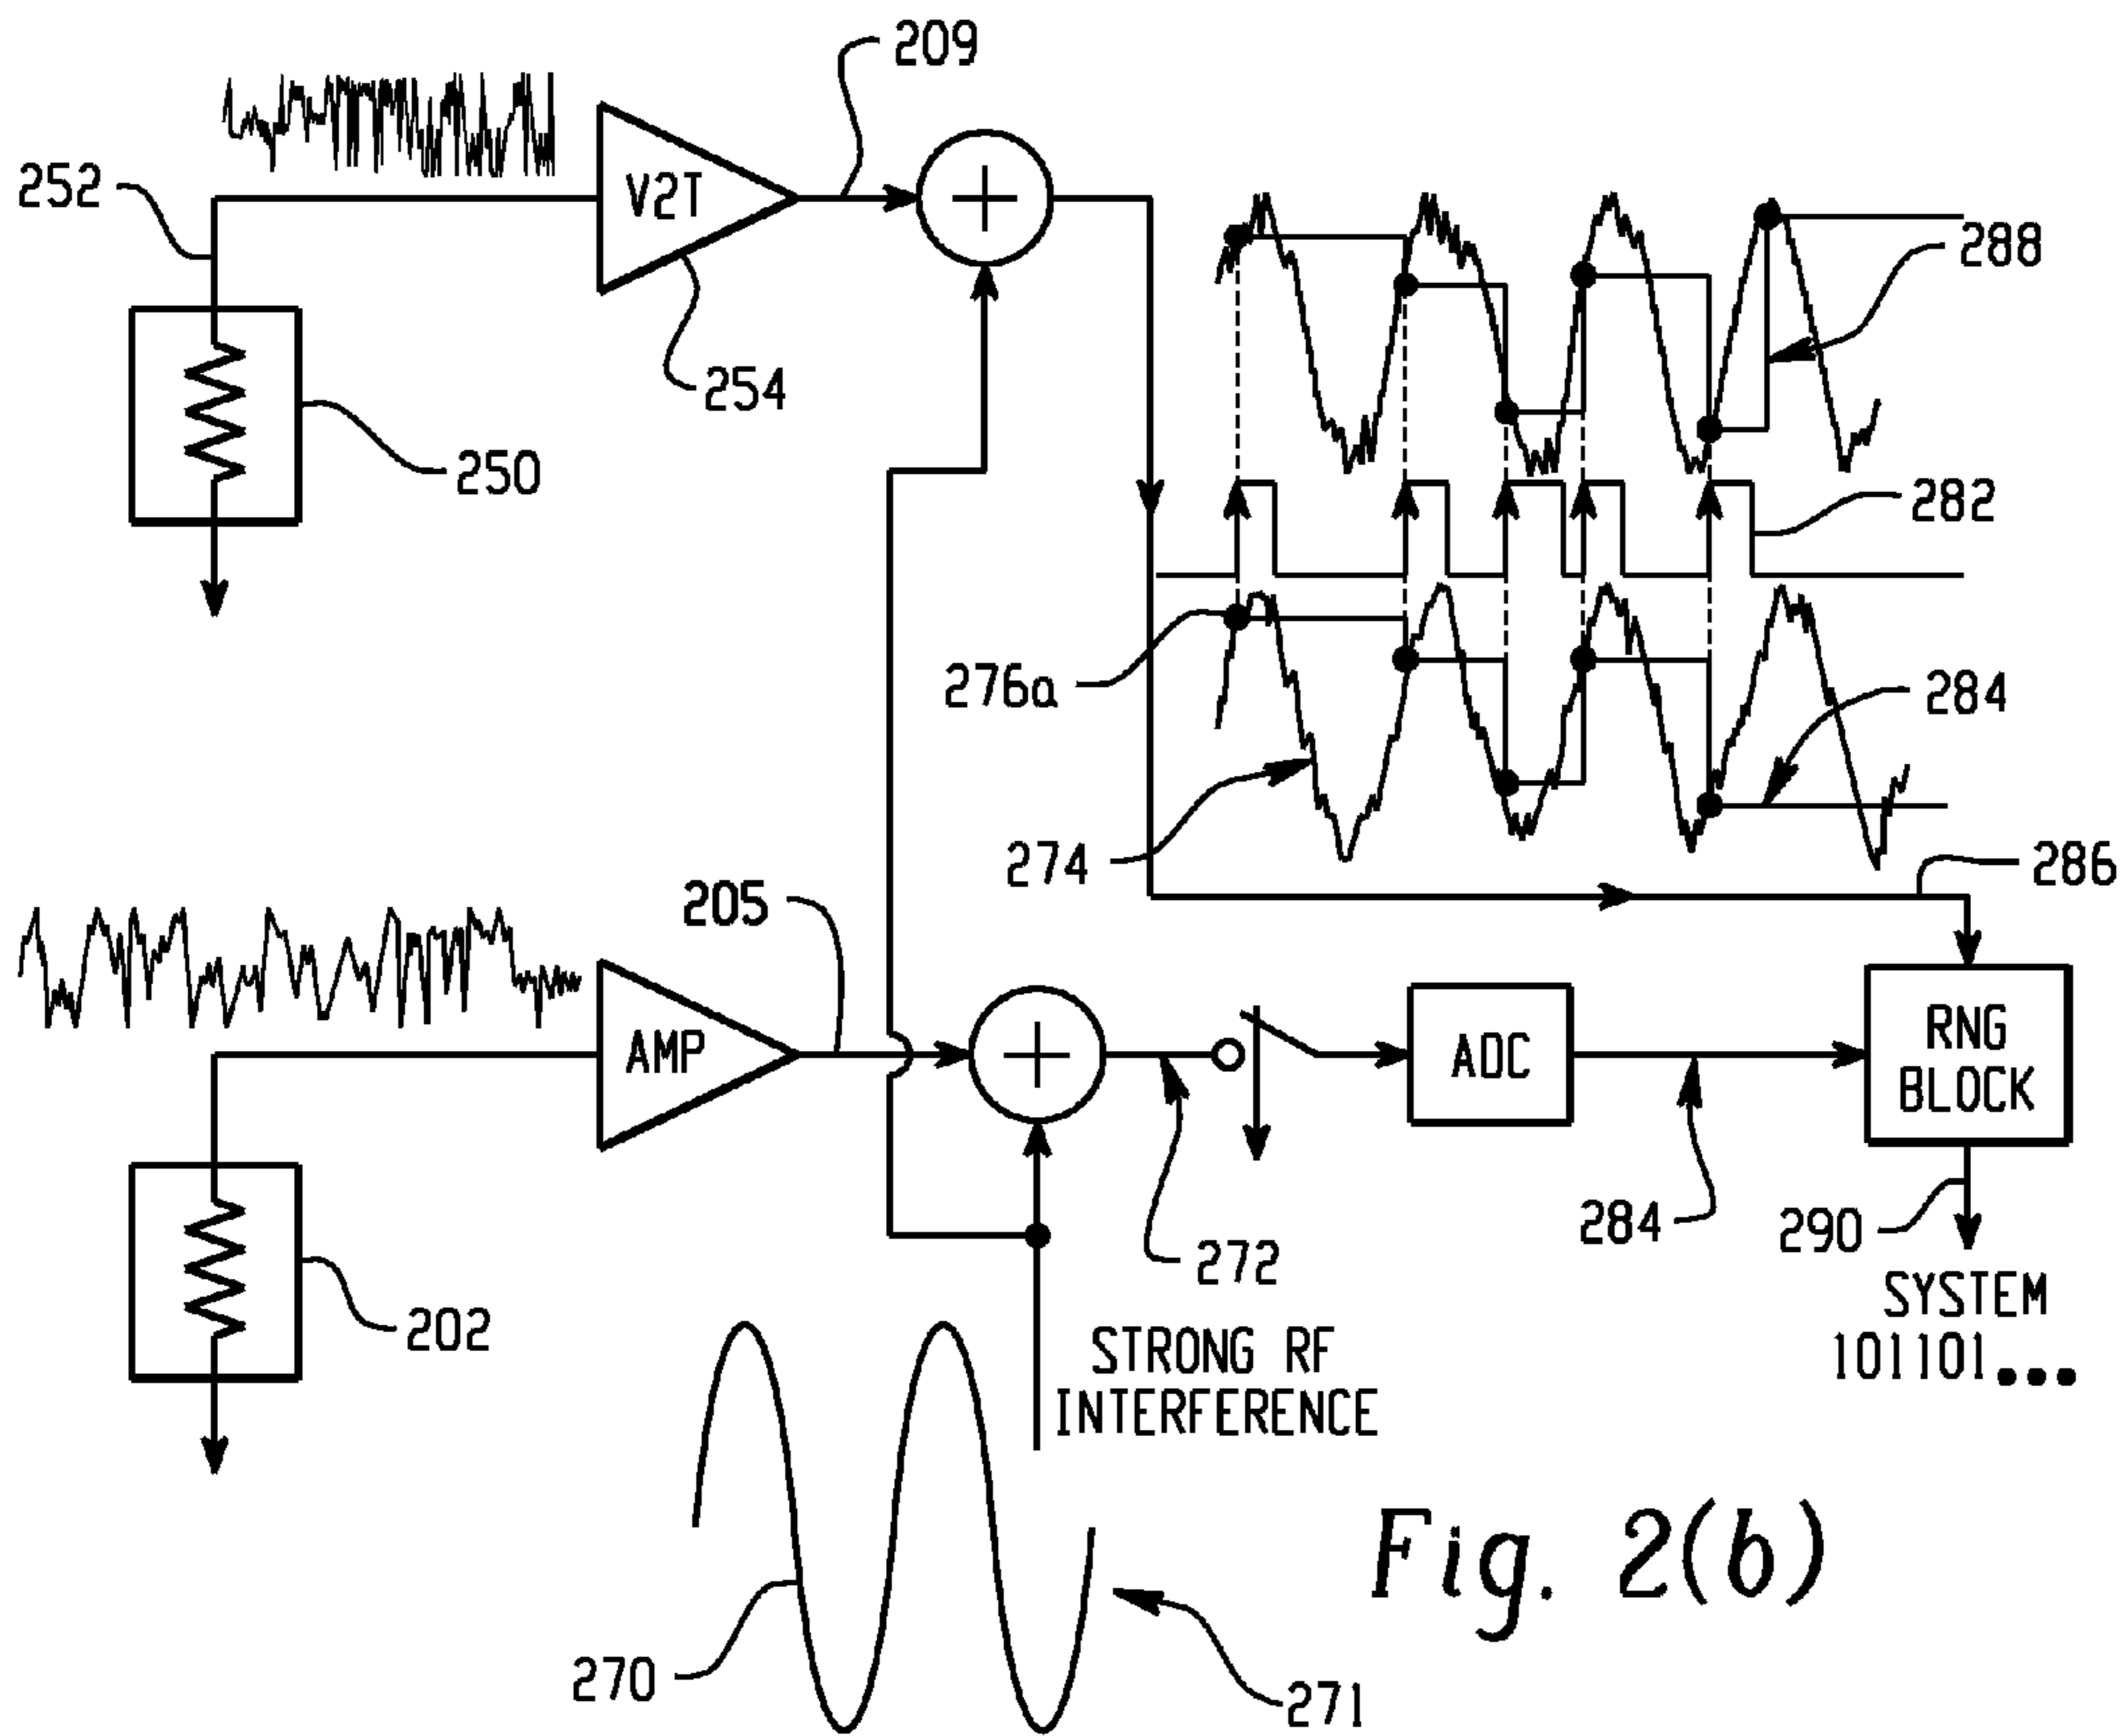 209
252
V2T
288
254
250
282
276a
284
274
286
205
AMP
ADC
RNG
BLOCK
202
272
284
290
SYSTEM
101101...
STRONG RF
INTERFERENCE
270
271
Fig. 2(b)